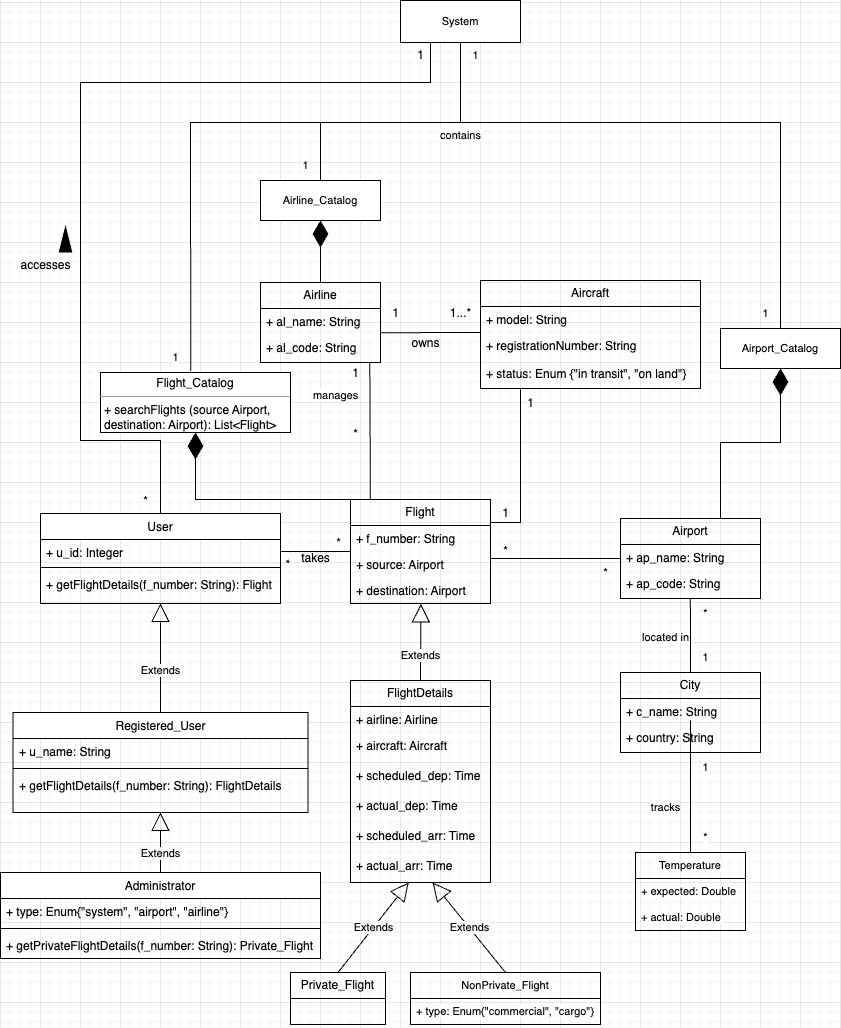 System
1
1
contains
1
Airline_Catalog
accesses
Airline
+ al_name: String
+ al_code: String
1
1...*
owns
Aircraft
+ model: String
+ registrationNumber: String
+ status: Enum {"in transit", "on land"}
1
Airport_Catalog
1
Flight_Catalog
+ searchFlights (source Airport,
destination: Airport): List<Flight>
1
manages
*
1
*
User
+ u_id: Integer
+ getFlightDetails(f_number: String): Flight
*
takes
*
Flight
+ f_number: String
+ source: Airport
+ destination: Airport
1
*
*
Airport
+ ap_name: String
+ ap_code: String
*
located in
1
Extends
Extends
City
+ c_name: String
+ country: String
1
tracks
*
Registered_User
+ u_name: String
+ getFlightDetails(f_number: String): FlightDetails
FlightDetails
+ airline: Airline
+ aircraft: Aircraft
+ scheduled_dep: Time
+ actual_dep: Time
+ scheduled_arr: Time
+ actual_arr: Time
Extends
Temperature
+ expected: Double
+ actual: Double
Administrator
+ type: Enum{"system", "airport", "airline"}
+ getPrivateFlightDetails(f_number: String): Private_Flight
Extends
Extends
Private_Flight
NonPrivate_Flight
+ type: Enum{"commercial", "cargo"}